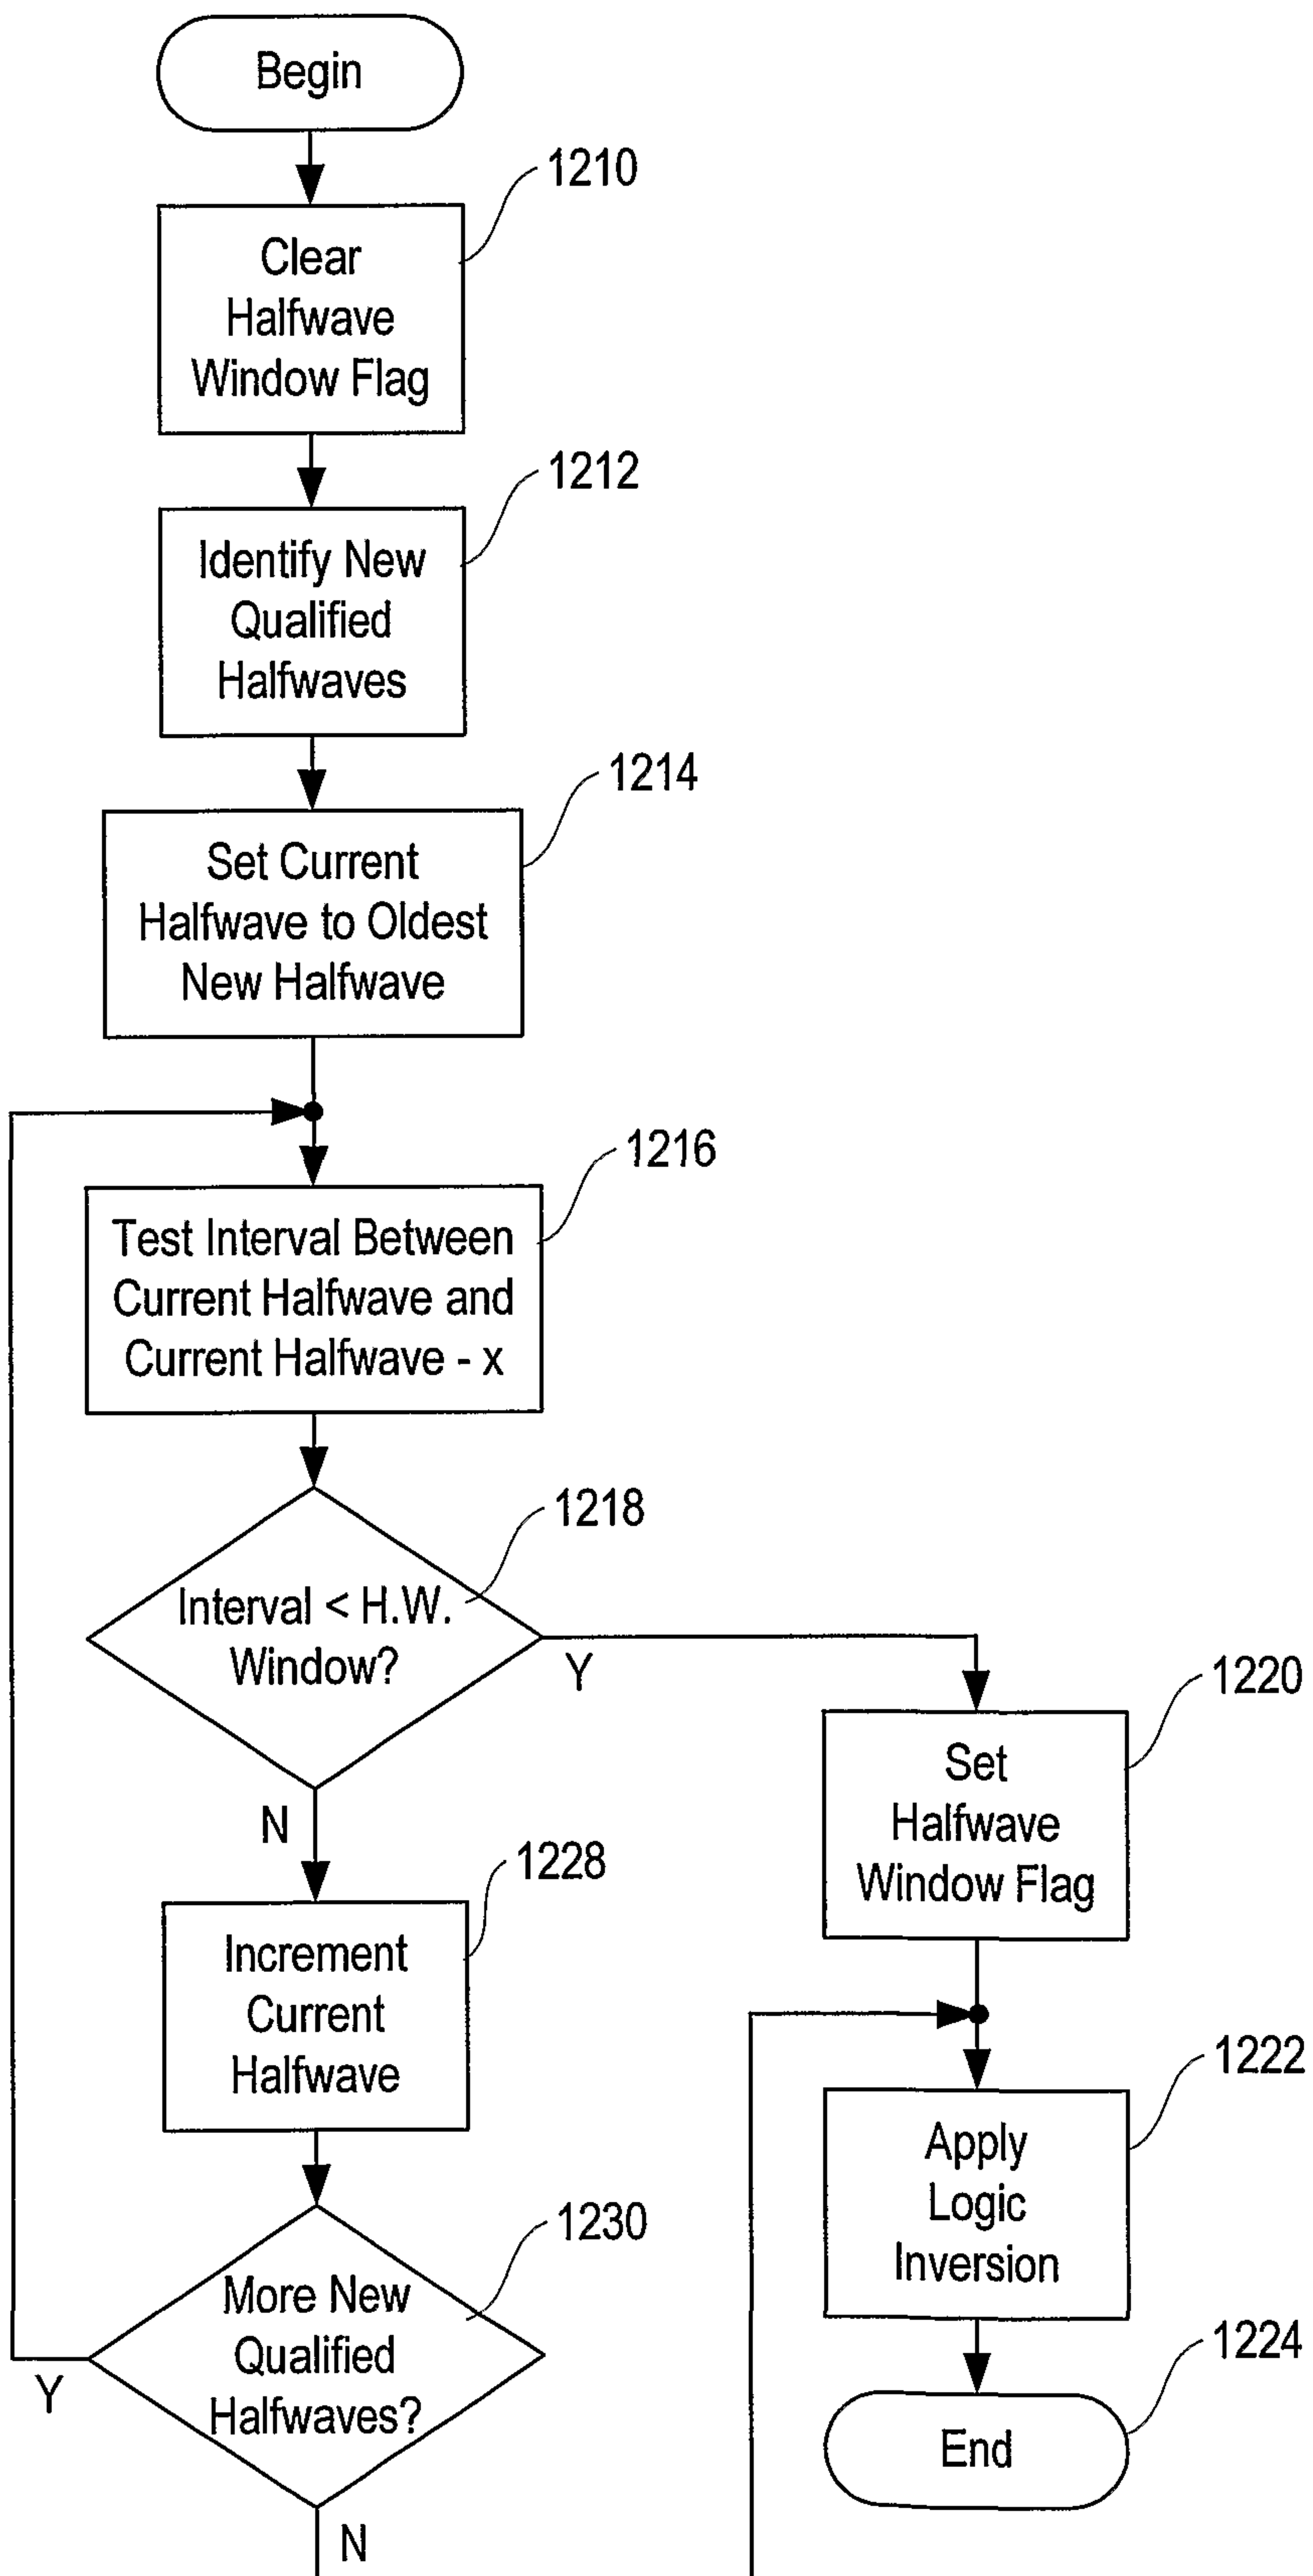 Begin
1210
Clear
Halfwave
Window Flag
1212
Identify New
Qualified
Halfwaves
1214
Set Current
Halfwave to Oldest
New Halfwave
1216
Test Interval Between
Current Halfwave and
Current Halfwave - x
1218
Interval < H.W.
Window?
Y
N
1220
Set
Halfwave
Window Flag
1228
Increment
Current
Halfwave
1222
Apply
Logic
Inversion
1230
More New
Qualified
Halfwaves?
Y
N
1224
End